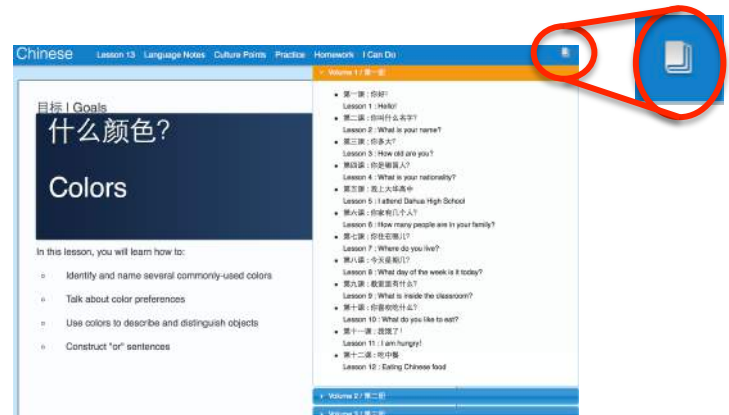 Chinese
Lesson 13 Language Notes Culture Points Practice Homework I Can Do
目标 | Goals
什么颜色?
Colors
In this lesson, you will learn how to:
Identify and name several commonly-used colors
Talk about color preferences
Use colors to describe and distinguish objects
Construct "or" sentences
Volume 1 / 第一册
第一课 : 你好!
Lesson 1 : Hello!
第二课 : 你叫什么名字?
Lesson 2 : What is your name?
第三课 : 你多大?
Lesson 3 : How old are you?
第四课 : 你是哪国人?
Lesson 4 : What is your nationality?
第五课 : 我上大华高中
Lesson 5 : I attend Dahua High School
第六课 : 你家有几个人?
Lesson 6 : How many people are in your family?
第七课 : 你住在哪儿?
Lesson 7 : Where do you live?
第八课 : 今天星期几?
Lesson 8 : What day of the week is it today?
第九课 : 教室里有什么?
Lesson 9 : What is inside the classroom?
第十课 : 你喜欢吃什么?
Lesson 10 : What do you like to eat?
第十一课 : 我饿了!
Lesson 11 : I am hungry!
第十二课 : 吃中餐
Lesson 12 : Eating Chinese food
Volume 2 / 第二册